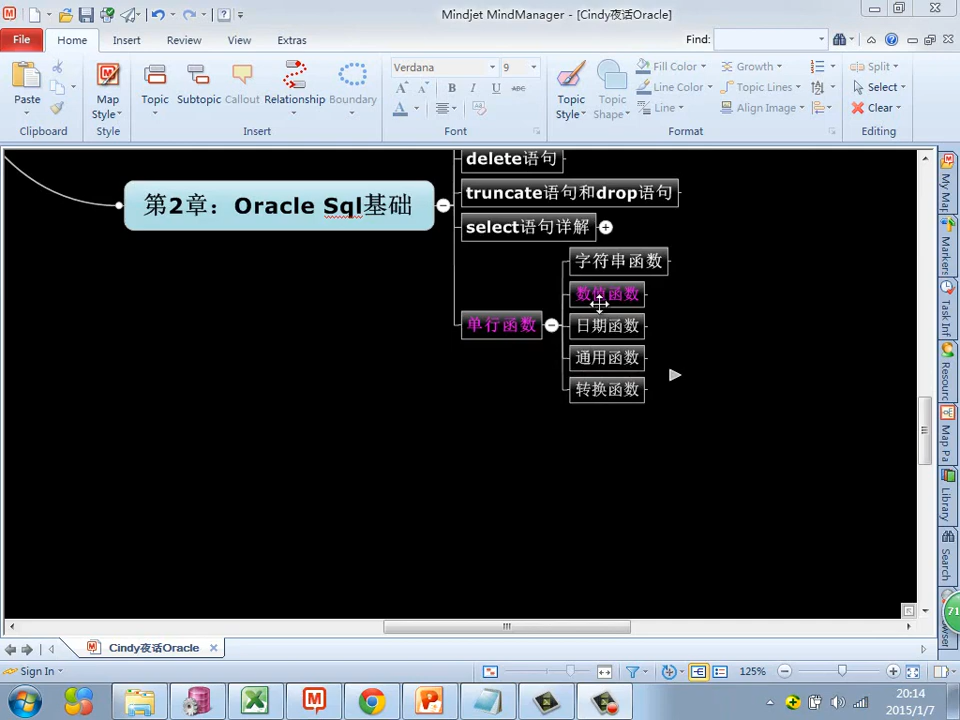 Mindjet MindManager - [Cindy夜话Oracle]
File
Home
Insert
Review
View
Extras
Find:
Paste
Clipboard
Map
Style
Style
Topic
Subtopic
Callout
Relationship
Boundary
Insert
Verdana
9
B
I
U
ABC
A
Font
Topic
Style
Topic
Shape
Fill Color
Line Color
Line
Growth
Topic Lines
Align Image
Format
Split
Select
Clear
Editing
delete语句
truncate语句和drop语句
第2章：Oracle Sql基础
select语句详解
字符串函数
数值函数
单行函数
日期函数
通用函数
转换函数
My Map
Markers
Task Inf
Resourc
Map Pa
Library
Search
71
Cindy夜话Oracle
Sign In
125%
20:14
2015/1/7